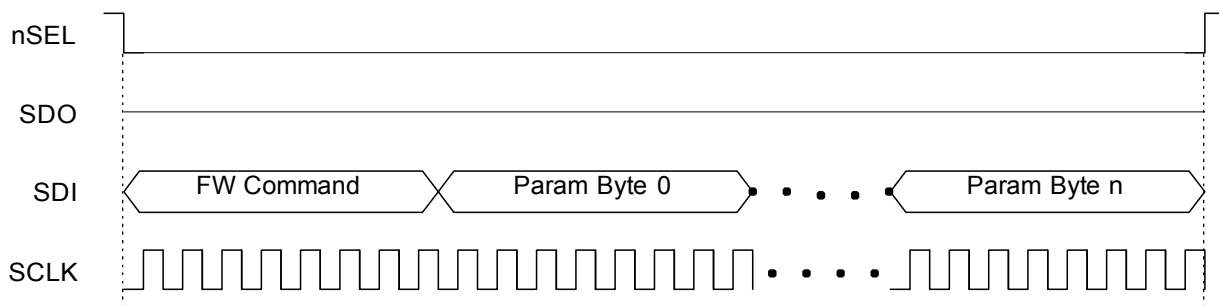 nSEL
SDO
SDI
FW Command
Param Byte 0
Param Byte n
SCLK